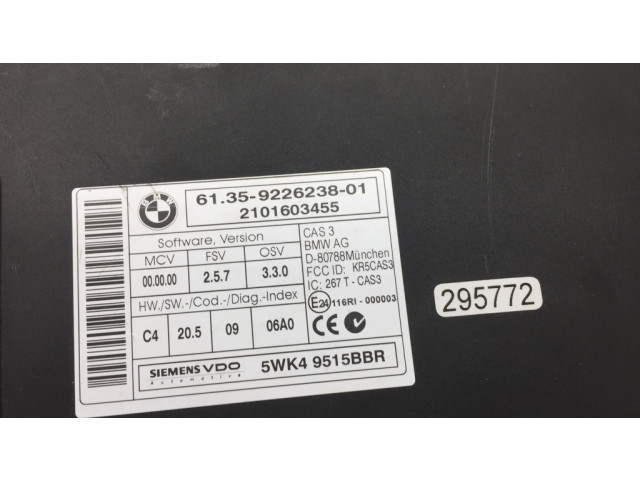 BMW
61.35-9226238-01
2101603455
Software, Version
MCV FSV OSV
00.00.00 2.5.7 3.3.0
HW./SW.-/Cod.-/Diag.-Index
C4 20.5 09 06A0
CAS 3
BMW AG
D-80788München
FCC ID: KR5CAS3
IC: 267 T - CAS3
E24 116RI - 000003
CE
SIEMENS VDO
Automotive
5WK4 9515BBR
295772